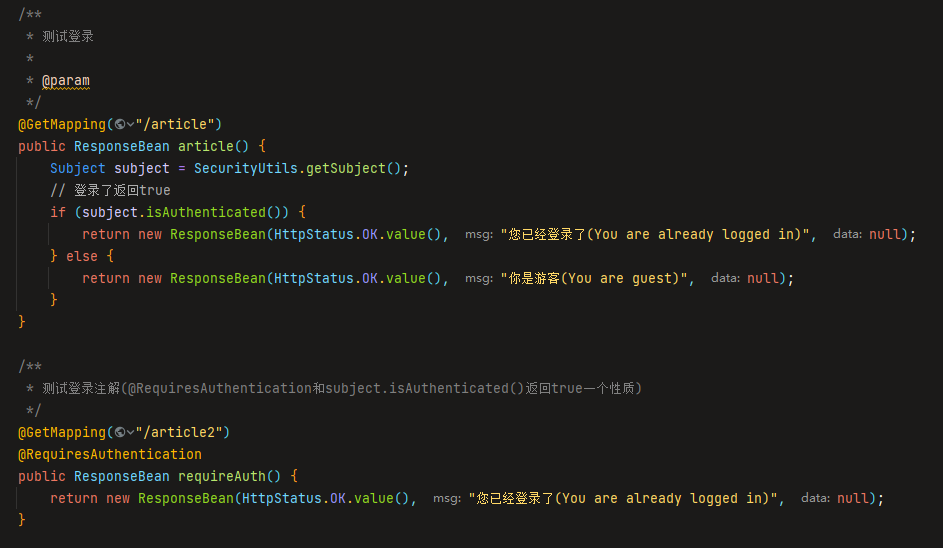 /**
 * 测试登录
 *
 * @param
 */
@GetMapping("/article")
public ResponseBean article() {
    Subject subject = SecurityUtils.getSubject();
    // 登录了返回true
    if (subject.isAuthenticated()) {
        return new ResponseBean(HttpStatus.OK.value(), msg: "您已经登录了(You are already logged in)", data: null);
    } else {
        return new ResponseBean(HttpStatus.OK.value(), msg: "你是游客(You are guest)", data: null);
    }
}
/**
 * 测试登录注解(@RequiresAuthentication和subject.isAuthenticated()返回true一个性质)
 */
@GetMapping("/article2")
@RequiresAuthentication
public ResponseBean requireAuth() {
    return new ResponseBean(HttpStatus.OK.value(), msg: "您已经登录了(You are already logged in)", data: null);
}